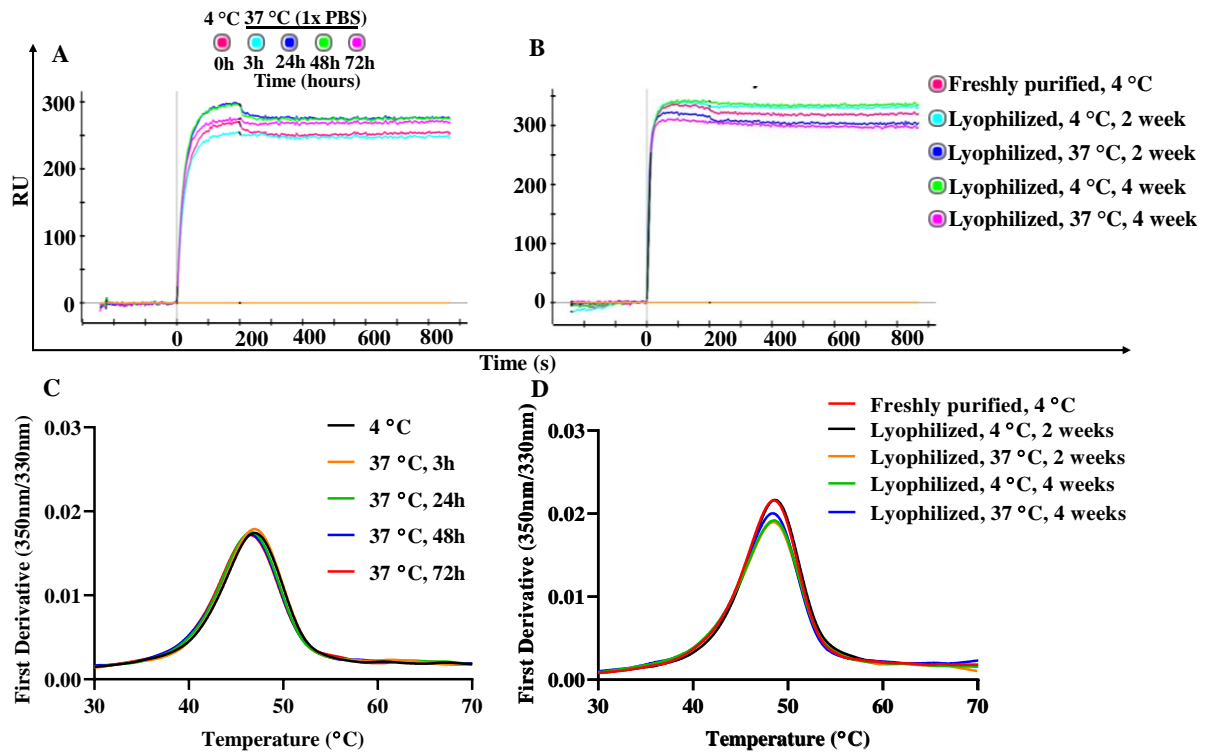 4 °C 37 °C (1x PBS)
0h 3h 24h 48h 72h
Time (hours)
A
300
200
100
0
0 200 400 600 800
RU
B
300
200
100
0
0 200 400 600 800
Freshly purified, 4 °C
Lyophilized, 4 °C, 2 week
Lyophilized, 37 °C, 2 week
Lyophilized, 4 °C, 4 week
Lyophilized, 37 °C, 4 week
Time (s)
C
First Derivative (350nm/330nm)
0.03
0.02
0.01
0.00
30 40 50 60 70
Temperature (°C)
4 °C
37 °C, 3h
37 °C, 24h
37 °C, 48h
37 °C, 72h
D
First Derivative (350nm/330nm)
0.03
0.02
0.01
0.00
30 40 50 60 70
Temperature (°C)
Freshly purified, 4 °C
Lyophilized, 4 °C, 2 weeks
Lyophilized, 37 °C, 2 weeks
Lyophilized, 4 °C, 4 weeks
Lyophilized, 37 °C, 4 weeks